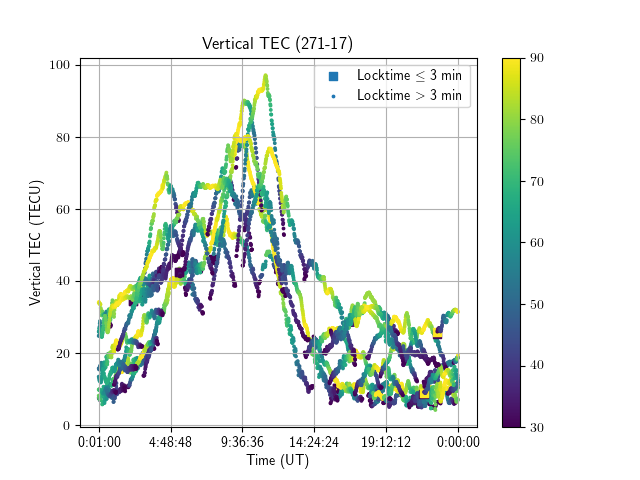 Vertical TEC (271-17)
Locktime ≤ 3 min
Locktime > 3 min
Vertical TEC (TECU)
100
80
60
40
20
0
0:01:00 4:48:48 9:36:36 14:24:24 19:12:12 0:00:00
Time (UT)
90
80
70
60
50
40
30